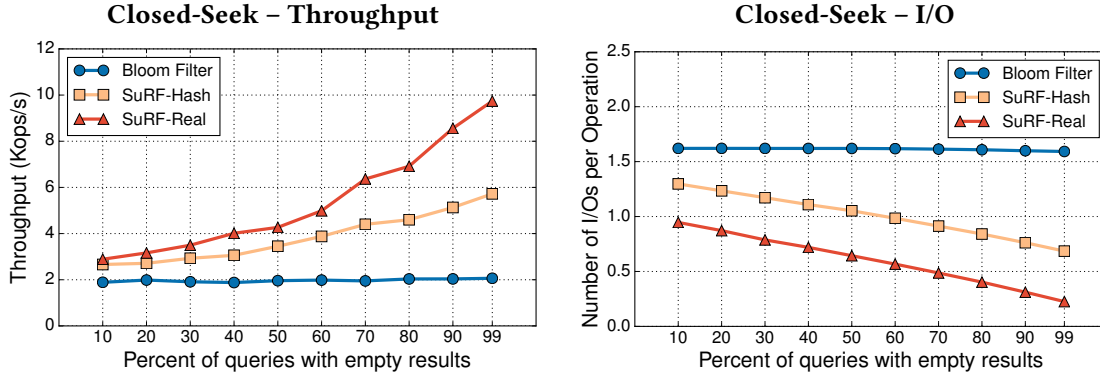 Closed-Seek – Throughput
12
10
8
6
4
2
0
Throughput (Kops/s)
Bloom Filter
SuRF-Hash
SuRF-Real
10 20 30 40 50 60 70 80 90 99
Percent of queries with empty results
Closed-Seek – I/O
2.5
2.0
1.5
1.0
0.5
0.0
Number of I/Os per Operation
Bloom Filter
SuRF-Hash
SuRF-Real
10 20 30 40 50 60 70 80 90 99
Percent of queries with empty results